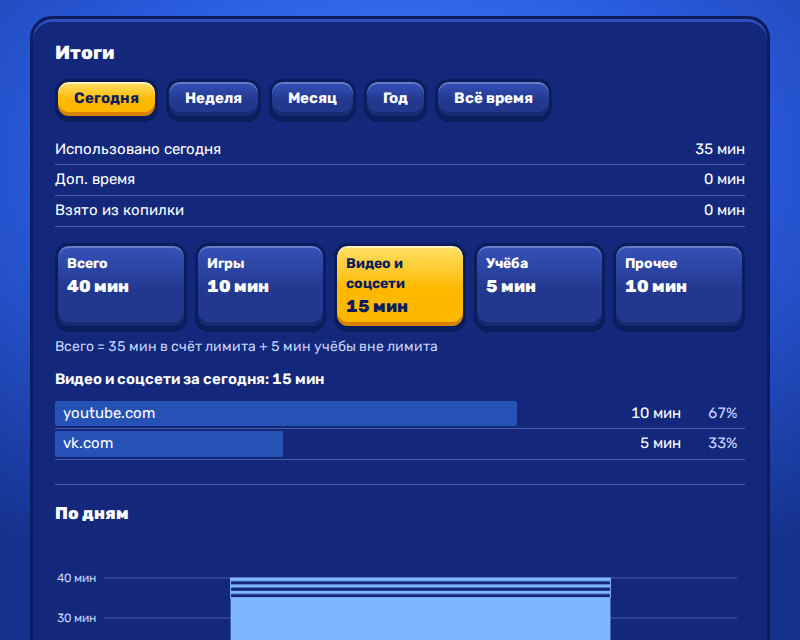 Итоги
Сегодня Неделя Месяц Год Всё время
Использовано сегодня 35 мин
Доп. время 0 мин
Взято из копилки 0 мин
Всего
40 мин
Игры
10 мин
Видео и
соцсети
15 мин
Учёба
5 мин
Прочее
10 мин
Всего = 35 мин в счёт лимита + 5 мин учёбы вне лимита
Видео и соцсети за сегодня: 15 мин
youtube.com 10 мин 67%
vk.com 5 мин 33%
По дням
40 мин
30 мин